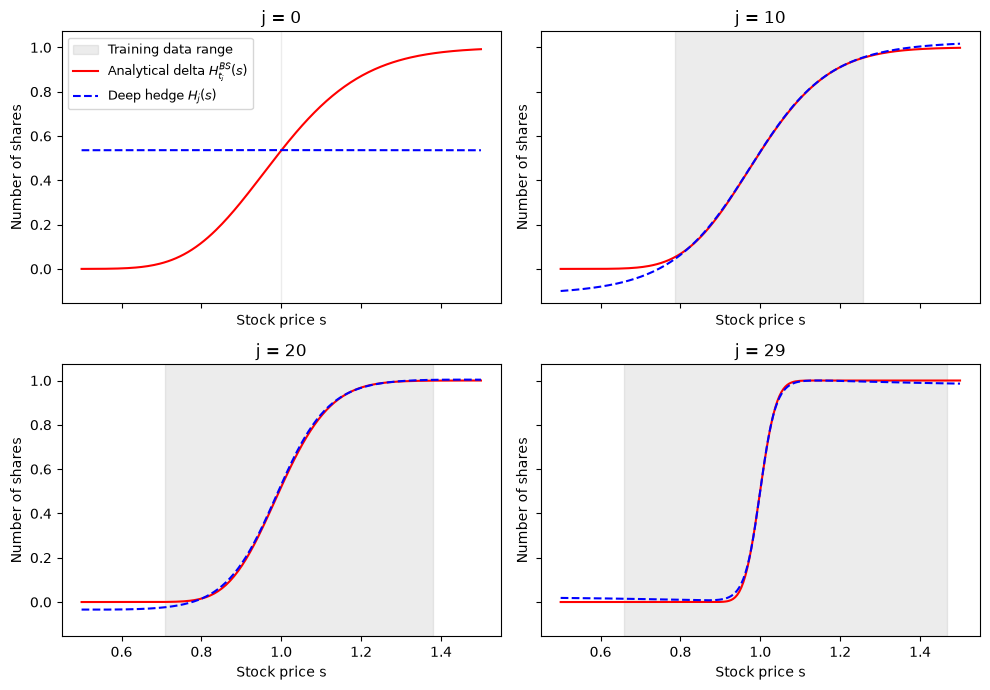 j = 0
Training data range
Analytical delta $H_{t_j}^{BS}(s)$
Deep hedge $H_j(s)$
Number of shares
1.0
0.8
0.6
0.4
0.2
0.0
Stock price s
j = 10
Number of shares
Stock price s
j = 20
Number of shares
1.0
0.8
0.6
0.4
0.2
0.0
0.6 0.8 1.0 1.2 1.4
Stock price s
j = 29
Number of shares
0.6 0.8 1.0 1.2 1.4
Stock price s